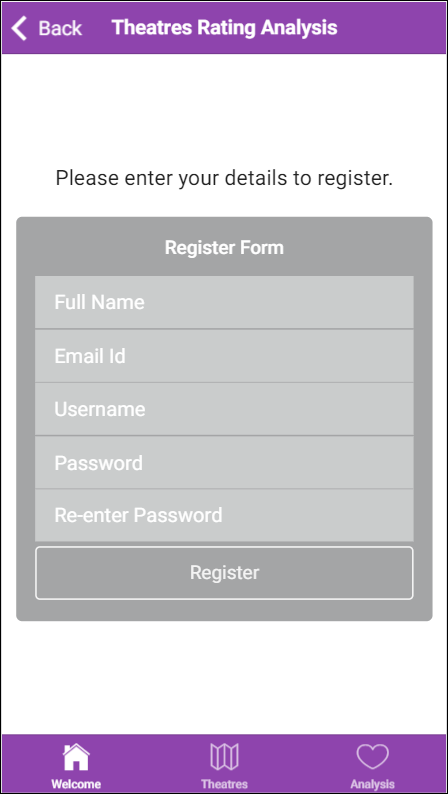 Back Theatres Rating Analysis
Please enter your details to register.
Register Form
Full Name
Email Id
Username
Password
Re-enter Password
Register
Welcome Theatres Analysis